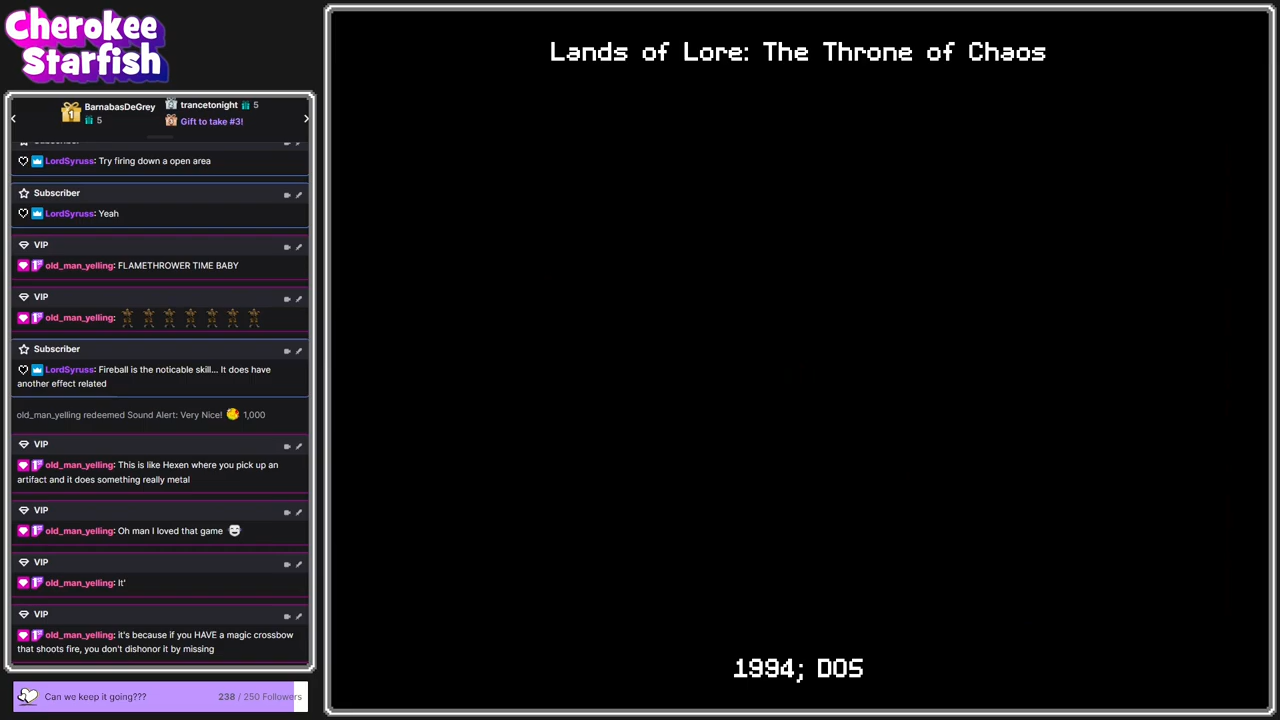 Cherokee
Starfish
BarnabasDeGrey
5
trancetonight 5
Gift to take #3!
LordSyruss: Try firing down a open area
Subscriber
LordSyruss: Yeah
VIP
old_man_yelling: FLAMETHROWER TIME BABY
VIP
old_man_yelling:
Subscriber
LordSyruss: Fireball is the noticable skill... It does have
another effect related
old_man_yelling redeemed Sound Alert: Very Nice! 1,000
VIP
old_man_yelling: This is like Hexen where you pick up an
artifact and it does something really metal
VIP
old_man_yelling: Oh man I loved that game
VIP
old_man_yelling: It'
VIP
old_man_yelling: it's because if you HAVE a magic crossbow
that shoots fire, you don't dishonor it by missing
Can we keep it going??? 238 / 250 Followers
Lands of Lore: The Throne of Chaos
1994; DOS